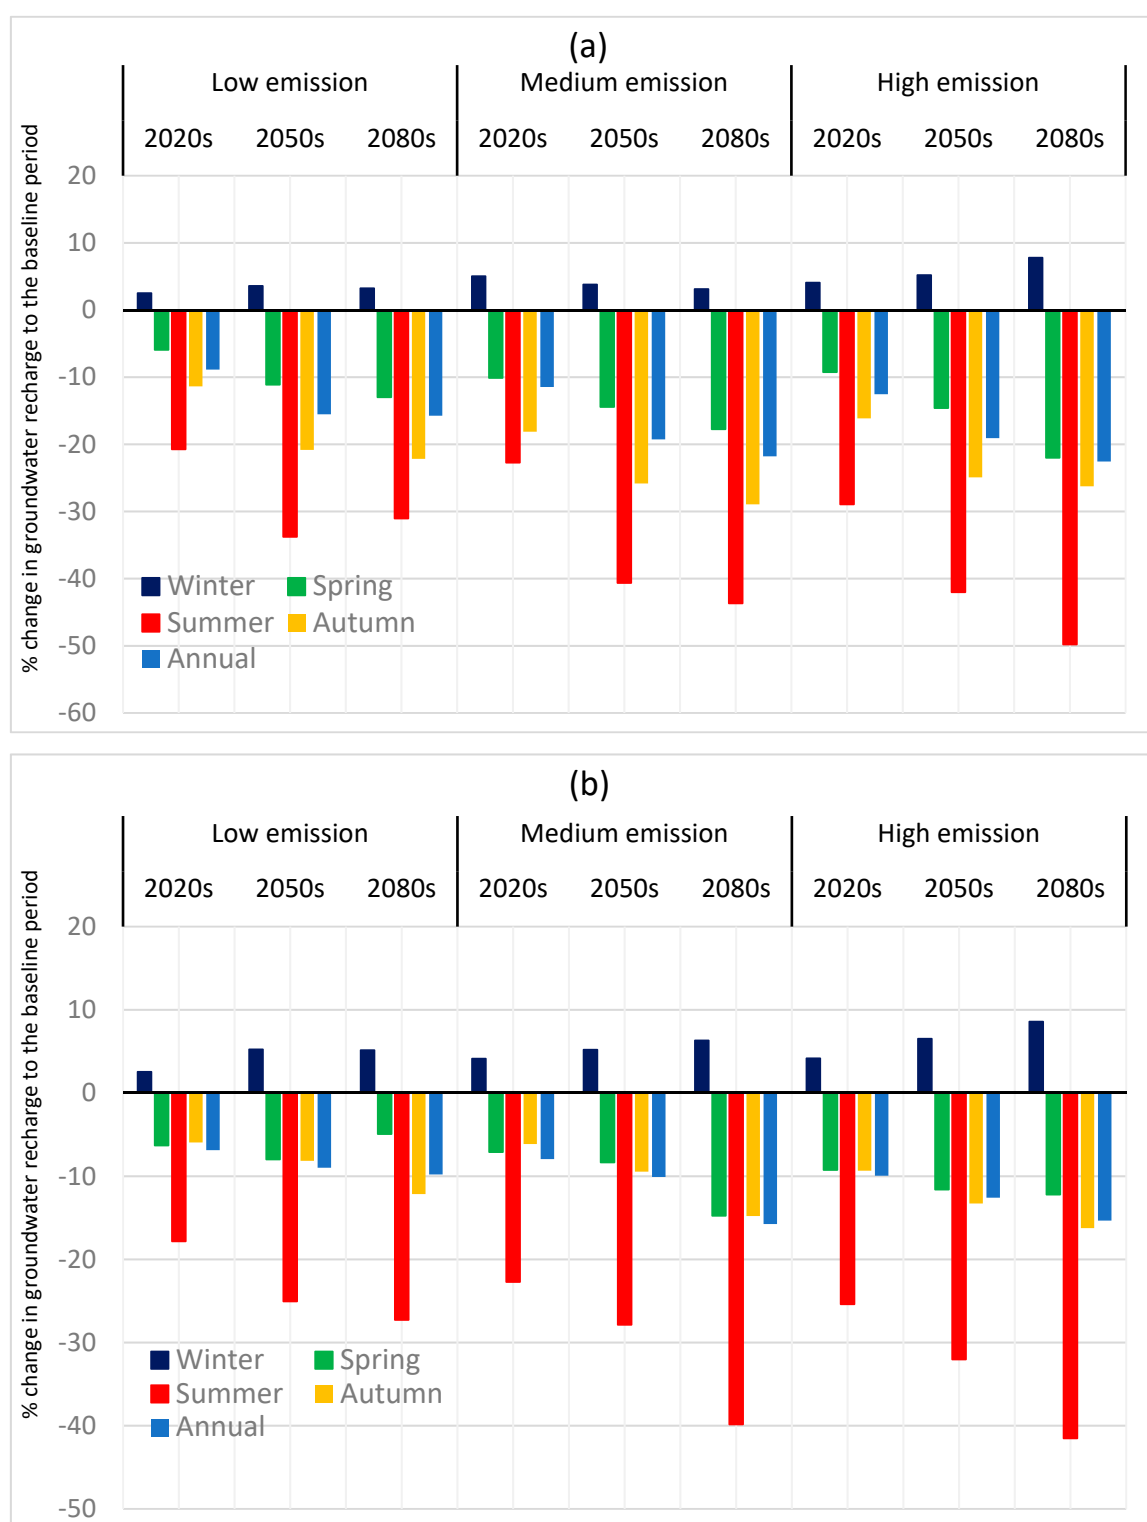 (a)
Low emission Medium emission High emission
2020s 2050s 2080s 2020s 2050s 2080s 2020s 2050s 2080s
% change in groundwater recharge to the baseline period
20
10
0
-10
-20
-30
-40
-50
-60
Winter Spring
Summer Autumn
Annual
(b)
Low emission Medium emission High emission
2020s 2050s 2080s 2020s 2050s 2080s 2020s 2050s 2080s
% change in groundwater recharge to the baseline period
20
10
0
-10
-20
-30
-40
-50
Winter Spring
Summer Autumn
Annual